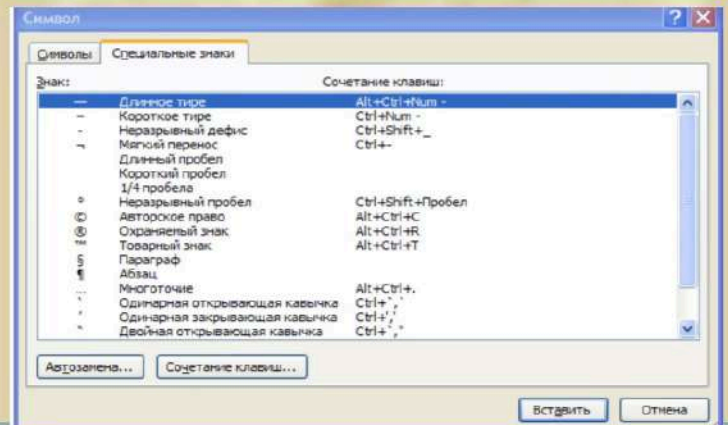 Символ
Символы Специальные знаки
Знак: Сочетание клавиш:
— Длинное тире Alt+Ctrl+Num -
– Короткое тире Ctrl+Num -
- Неразрывный дефис Ctrl+Shift+_
¬ Мягкий перенос Ctrl+-
Длинный пробел
Короткий пробел
1/4 пробела
° Неразрывный пробел Ctrl+Shift+Пробел
© Авторское право Alt+Ctrl+C
® Охраняемый знак Alt+Ctrl+R
™ Товарный знак Alt+Ctrl+T
§ Параграф
¶ Абзац
… Многоточие Alt+Ctrl+.
‘ Одинарная открывающая кавычка Ctrl+`,`
’ Одинарная закрывающая кавычка Ctrl+','
“ Двойная открывающая кавычка Ctrl+`,"
Автозамена... Сочетание клавиш...
Вставить Отмена